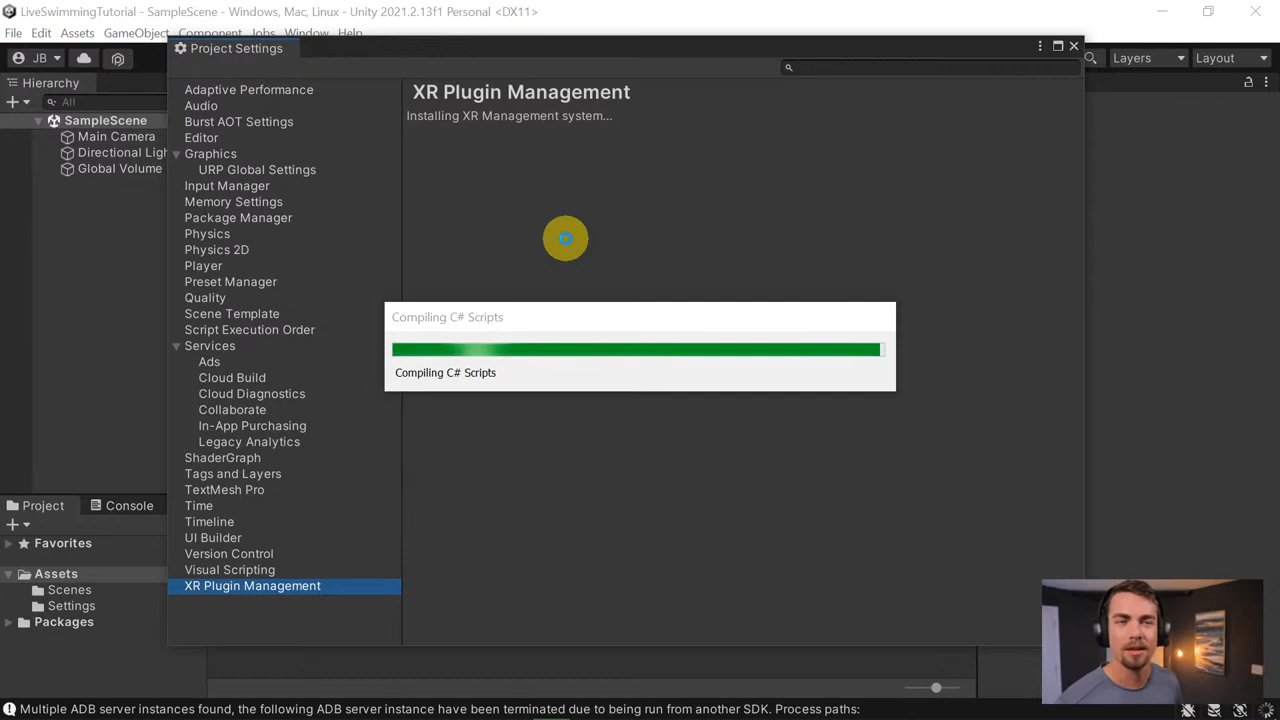 LiveSwimmingTutorial - SampleScene - Windows, Mac, Linux - Unity 2021.2.13f1 Personal <DX11>
File Edit Assets GameObject Component Jobs Window Help
JB
Layers
Layout
Project Settings
Hierarchy
All
SampleScene
Main Camera
Directional Ligh
Global Volume
Adaptive Performance
Audio
Burst AOT Settings
Editor
Graphics
URP Global Settings
Input Manager
Memory Settings
Package Manager
Physics
Physics 2D
Player
Preset Manager
Quality
Scene Template
Script Execution Order
Services
Ads
Cloud Build
Cloud Diagnostics
Collaborate
In-App Purchasing
Legacy Analytics
ShaderGraph
Tags and Layers
TextMesh Pro
Time
Timeline
UI Builder
Version Control
Visual Scripting
XR Plugin Management
XR Plugin Management
Installing XR Management system...
Compiling C# Scripts
Compiling C# Scripts
Project
Console
Favorites
Assets
Scenes
Settings
Packages
Multiple ADB server instances found, the following ADB server instance have been terminated due to being run from another SDK. Process paths: